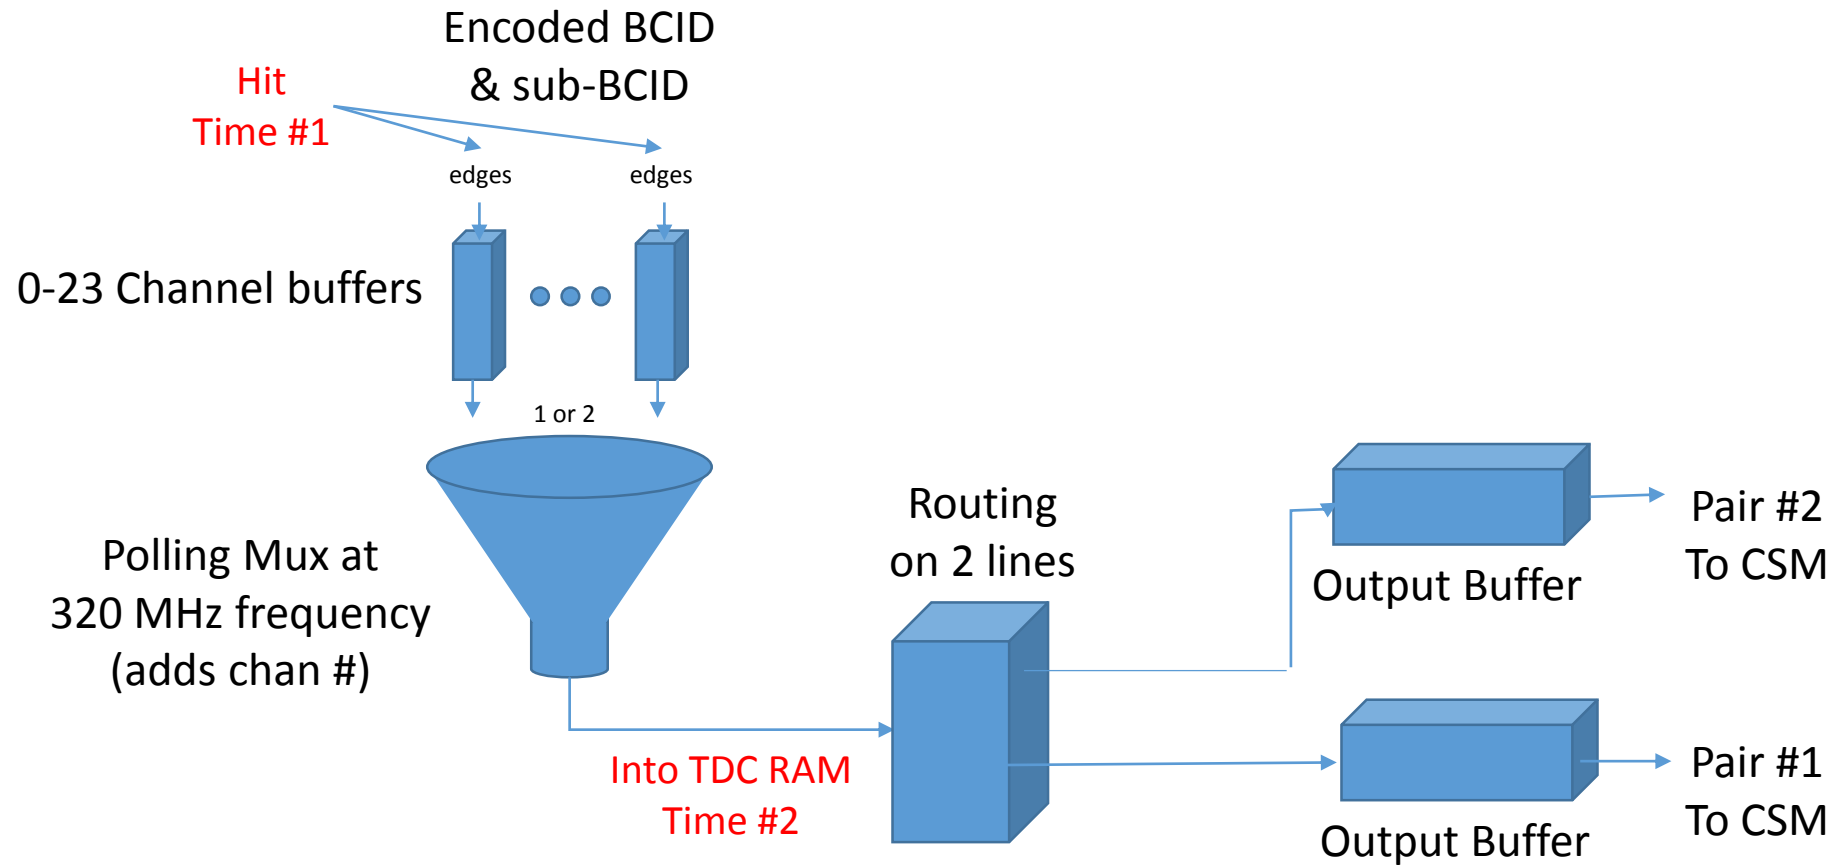 Encoded BCID
& sub-BCID
Hit
Time #1
edges
edges
0-23 Channel buffers
1 or 2
Polling Mux at
320 MHz frequency
(adds chan #)
Routing
on 2 lines
Into TDC RAM
Time #2
Output Buffer
Pair #2
To CSM
Output Buffer
Pair #1
To CSM